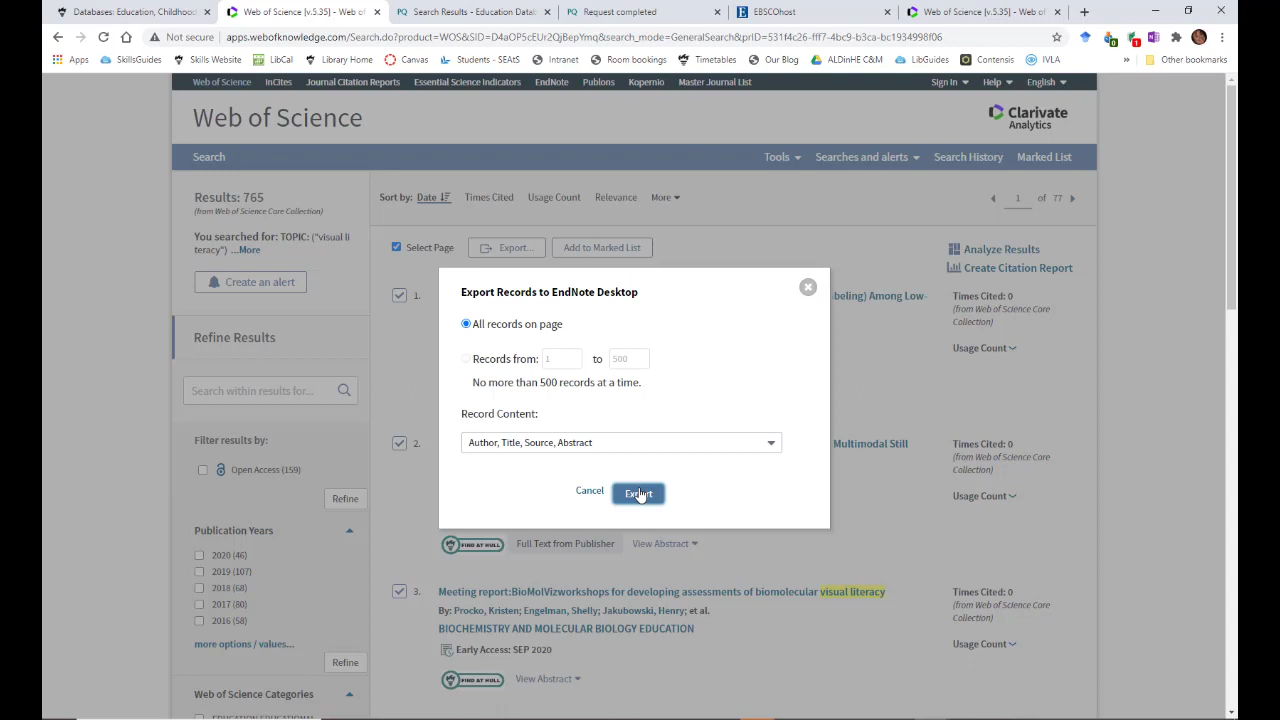 Databases: Education, Childhood
Web of Science [v.5.35] - Web of
Search Results - Education Datab
Request completed
EBSCOhost
Web of Science [v.5.35] - Web of
Not secure
apps.webofknowledge.com/Search.do?product=WOS&SID=D4aOP5cEUr2QjBepYmq&search_mode=GeneralSearch&prID=531f4c26-fff7-4bc9-b3ca-bc1934998f06
Apps
SkillsGuides
Skills Website
LibCal
Library Home
Canvas
Students - SEAtS
Intranet
Room bookings
Timetables
Our Blog
ALDinHE C&M
LibGuides
Contensis
IVLA
Other bookmarks
Web of Science
InCites
Journal Citation Reports
Essential Science Indicators
EndNote
Publons
Kopernio
Master Journal List
Sign In
Help
English
Web of Science
Clarivate
Analytics
Search
Tools
Searches and alerts
Search History
Marked List
Results: 765
(from Web of Science Core Collection)
You searched for: TOPIC: ("visual li
teracy") ...More
Create an alert
Refine Results
Search within results for...
Filter results by:
Open Access (159)
Refine
Publication Years
2020 (46)
2019 (107)
2018 (68)
2017 (80)
2016 (58)
more options / values...
Refine
Web of Science Categories
Sort by: Date
Times Cited
Usage Count
Relevance
More
1 of 77
Select Page
Export...
Add to Marked List
Analyze Results
Create Citation Report
1.
beling) Among Low-
Times Cited: 0
(from Web of Science Core
Collection)
Usage Count
Export Records to EndNote Desktop
All records on page
Records from: 1 to 500
No more than 500 records at a time.
Record Content:
Author, Title, Source, Abstract
Cancel
Export
2.
Multimodal Still
Times Cited: 0
(from Web of Science Core
Collection)
Usage Count
FIND AT HULL
Full Text from Publisher
View Abstract
3.
Meeting report:BioMolVizworkshops for developing assessments of biomolecular visual literacy
By: Procko, Kristen; Engelman, Shelly; Jakubowski, Henry; et al.
BIOCHEMISTRY AND MOLECULAR BIOLOGY EDUCATION
Early Access: SEP 2020
Times Cited: 0
(from Web of Science Core
Collection)
Usage Count
FIND AT HULL
View Abstract